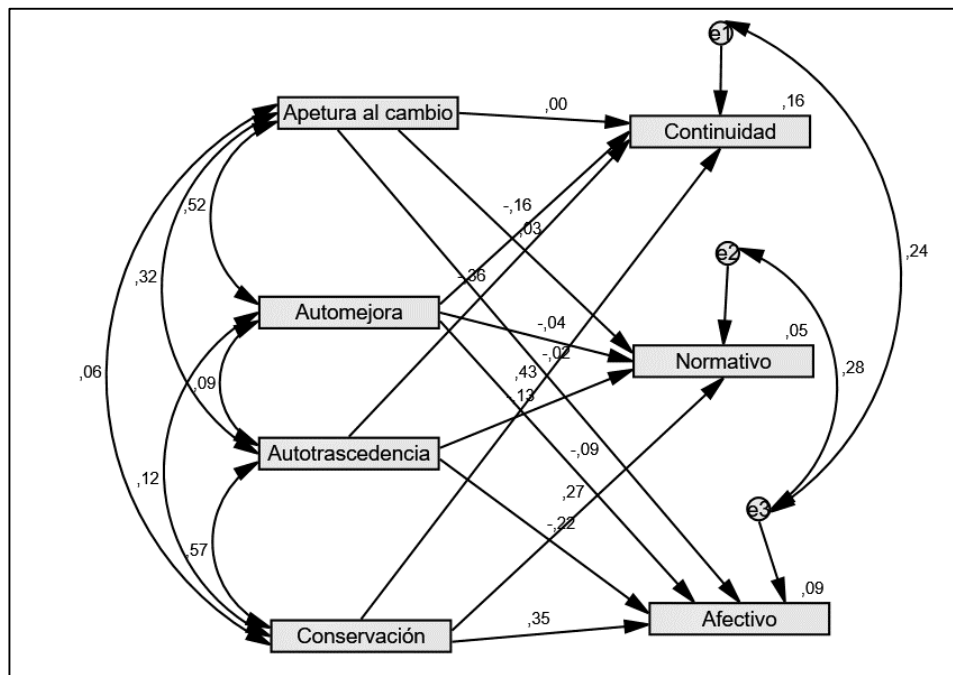 e1
,16
Apetura al cambio
,00
Continuidad
,52
-,16
,03
,24
,32
-,36
e2
Automejora
-,04
,05
-,02
Normativo
,06
,09
,43
,28
-,13
Autotrascedencia
-,09
,12
,27
-,22
e3
,57
,09
Conservación
,35
Afectivo